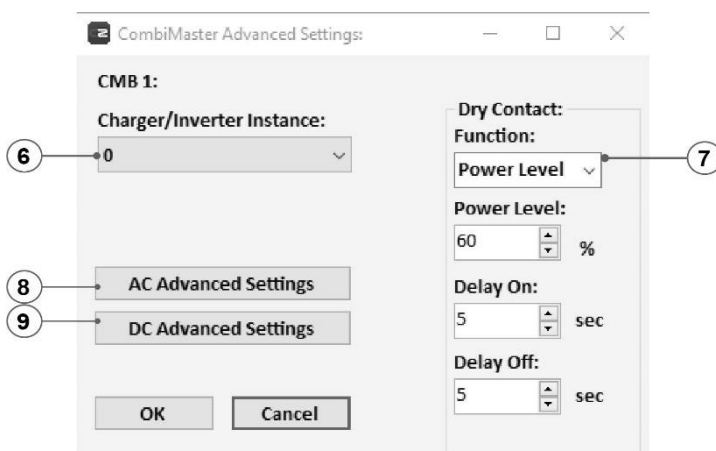 CombiMaster Advanced Settings:
CMB 1:
Charger/Inverter Instance:
6
0
Dry Contact:
Function:
Power Level
7
Power Level:
60 %
8
AC Advanced Settings
Delay On:
5 sec
9
DC Advanced Settings
Delay Off:
5 sec
OK
Cancel